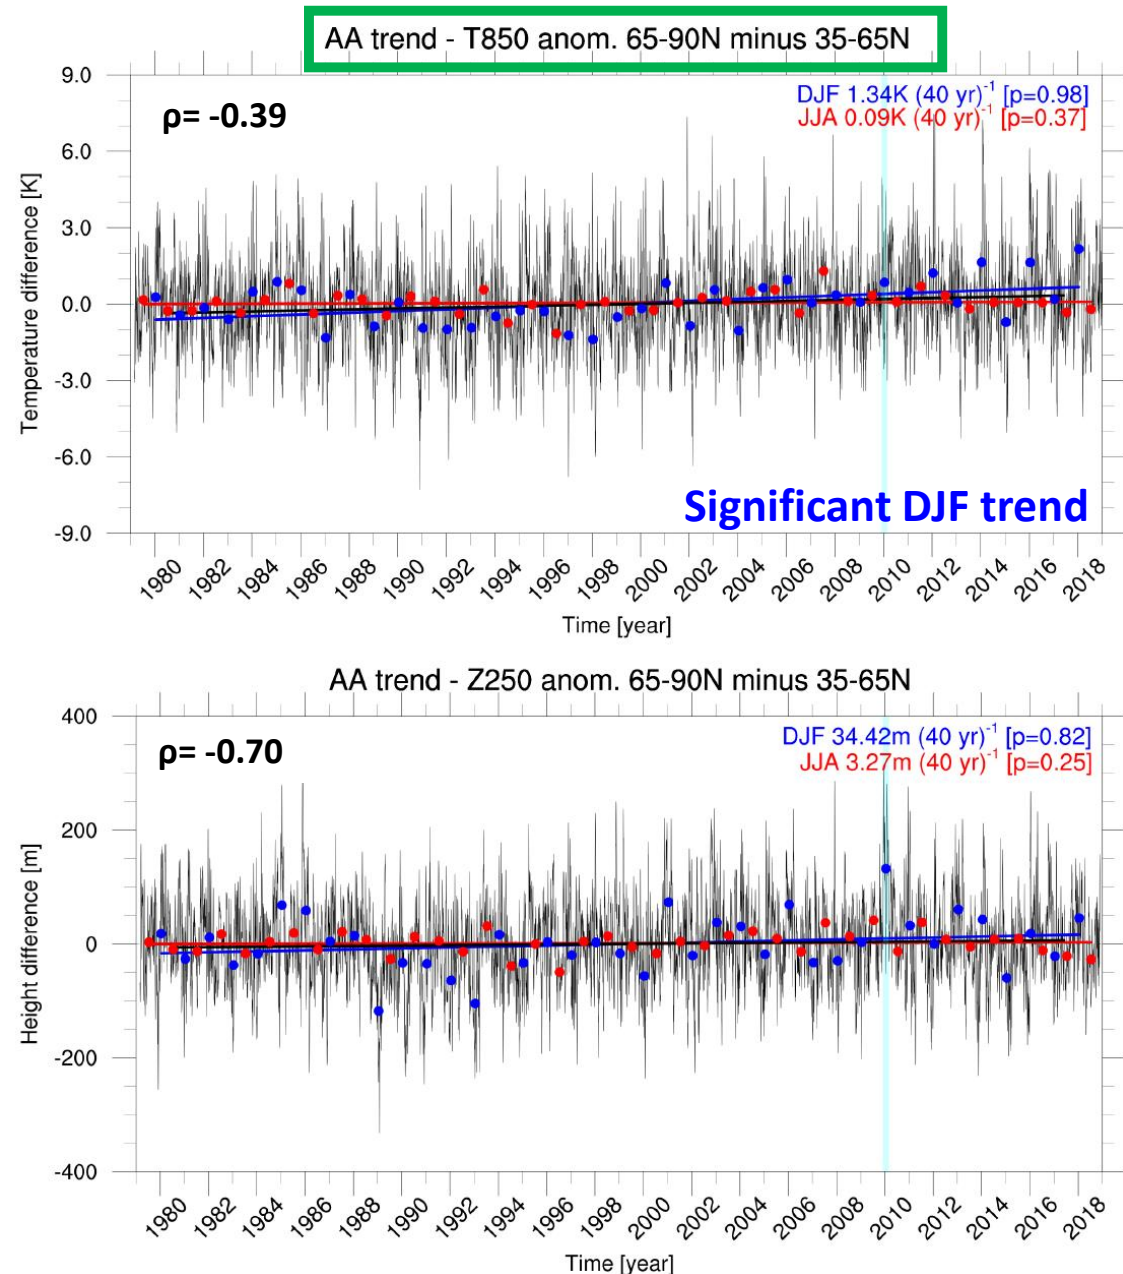 AA trend - T850 anom. 65-90N minus 35-65N
9.0
6.0
3.0
0.0
-3.0
-6.0
-9.0
Temperature difference [K]
ρ= -0.39
DJF 1.34K (40 yr)⁻¹ [p=0.98]
JJA 0.09K (40 yr)⁻¹ [p=0.37]
Significant DJF trend
1980 1982 1984 1986 1988 1990 1992 1994 1996 1998 2000 2002 2004 2006 2008 2010 2012 2014 2016 2018
Time [year]
AA trend - Z250 anom. 65-90N minus 35-65N
400
200
0
-200
-400
Height difference [m]
ρ= -0.70
DJF 34.42m (40 yr)⁻¹ [p=0.82]
JJA 3.27m (40 yr)⁻¹ [p=0.25]
1980 1982 1984 1986 1988 1990 1992 1994 1996 1998 2000 2002 2004 2006 2008 2010 2012 2014 2016 2018
Time [year]